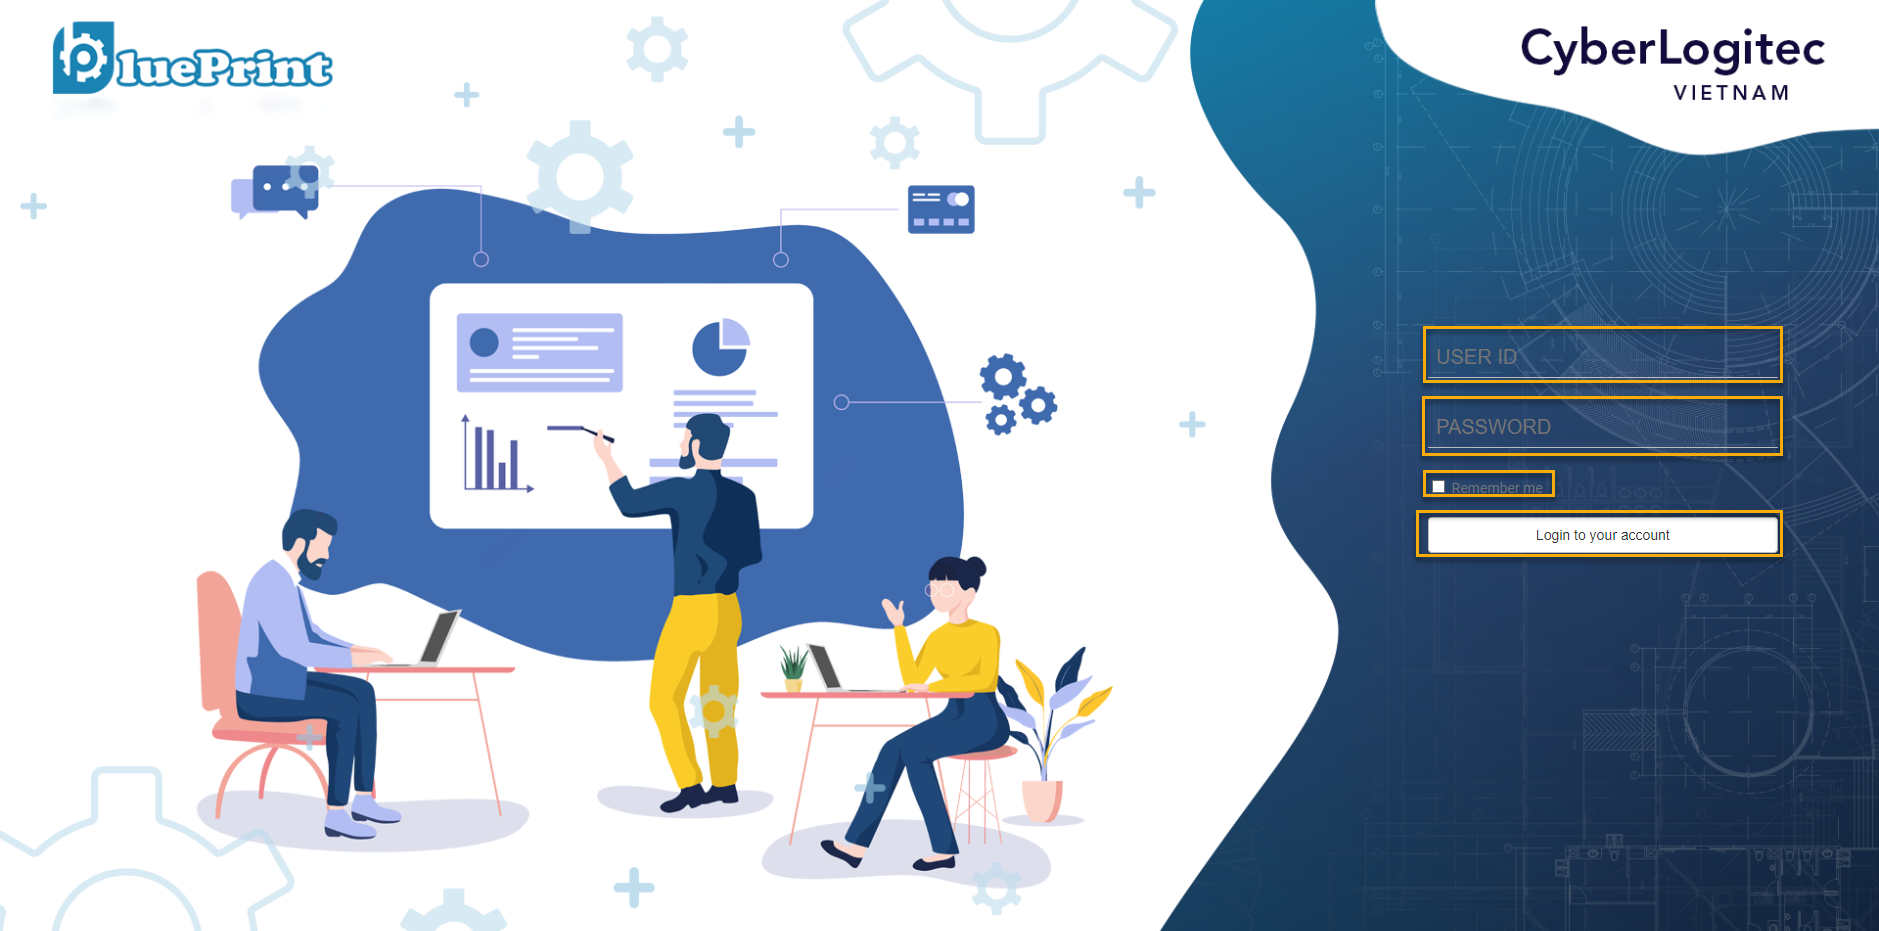 bluePrint
CyberLogitec
VIETNAM
USER ID
PASSWORD
Remember me
Login to your account